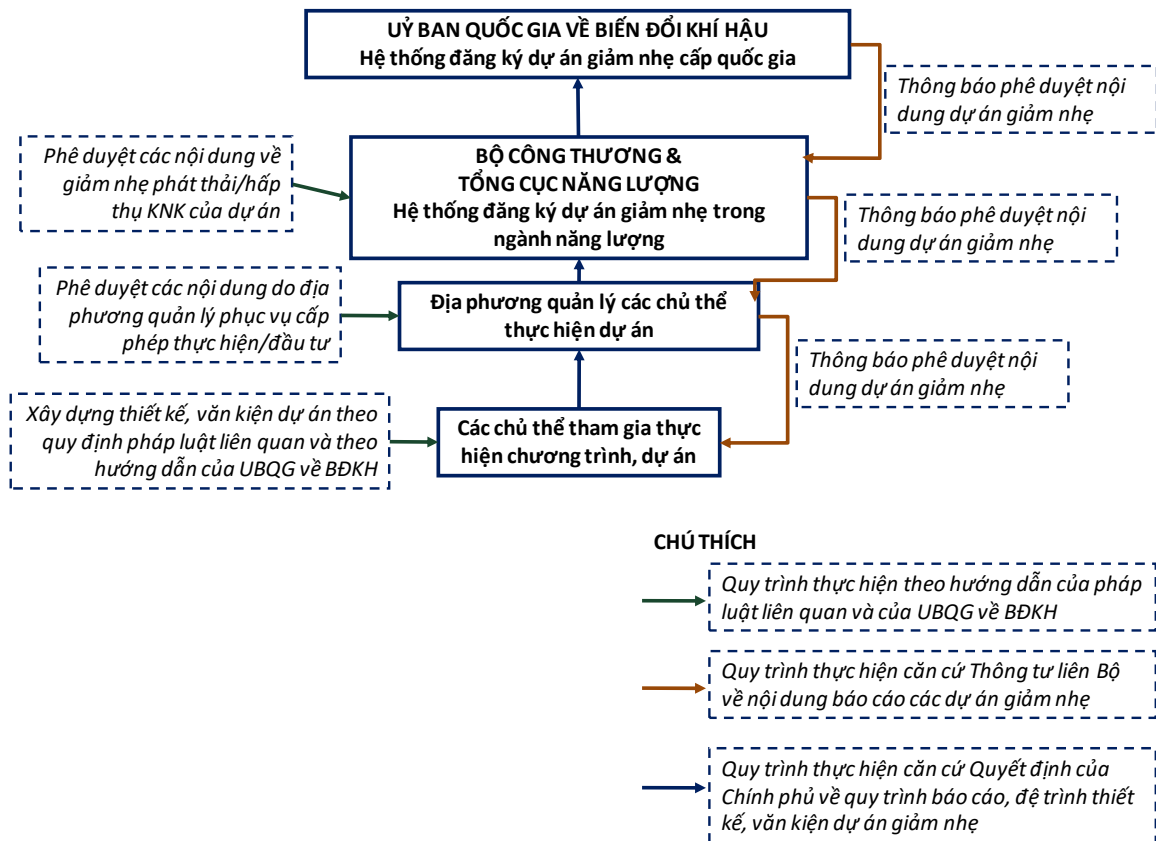 UỶ BAN QUỐC GIA VỀ BIẾN ĐỔI KHÍ HẬU
Hệ thống đăng ký dự án giảm nhẹ cấp quốc gia
Thông báo phê duyệt nội
dung dự án giảm nhẹ
Phê duyệt các nội dung về
giảm nhẹ phát thải/hấp
thụ KNK của dự án
BỘ CÔNG THƯƠNG &
TỔNG CỤC NĂNG LƯỢNG
Hệ thống đăng ký dự án giảm nhẹ trong
ngành năng lượng
Thông báo phê duyệt nội
dung dự án giảm nhẹ
Phê duyệt các nội dung do địa
phương quản lý phục vụ cấp
phép thực hiện/đầu tư
Địa phương quản lý các chủ thể
thực hiện dự án
Thông báo phê duyệt nội
dung dự án giảm nhẹ
Xây dựng thiết kế, văn kiện dự án theo
quy định pháp luật liên quan và theo
hướng dẫn của UBQG về BĐKH
Các chủ thể tham gia thực
hiện chương trình, dự án
CHÚ THÍCH
Quy trình thực hiện theo hướng dẫn của pháp
luật liên quan và của UBQG về BĐKH
Quy trình thực hiện căn cứ Thông tư liên Bộ
về nội dung báo cáo các dự án giảm nhẹ
Quy trình thực hiện căn cứ Quyết định của
Chính phủ về quy trình báo cáo, đệ trình thiết
kế, văn kiện dự án giảm nhẹ